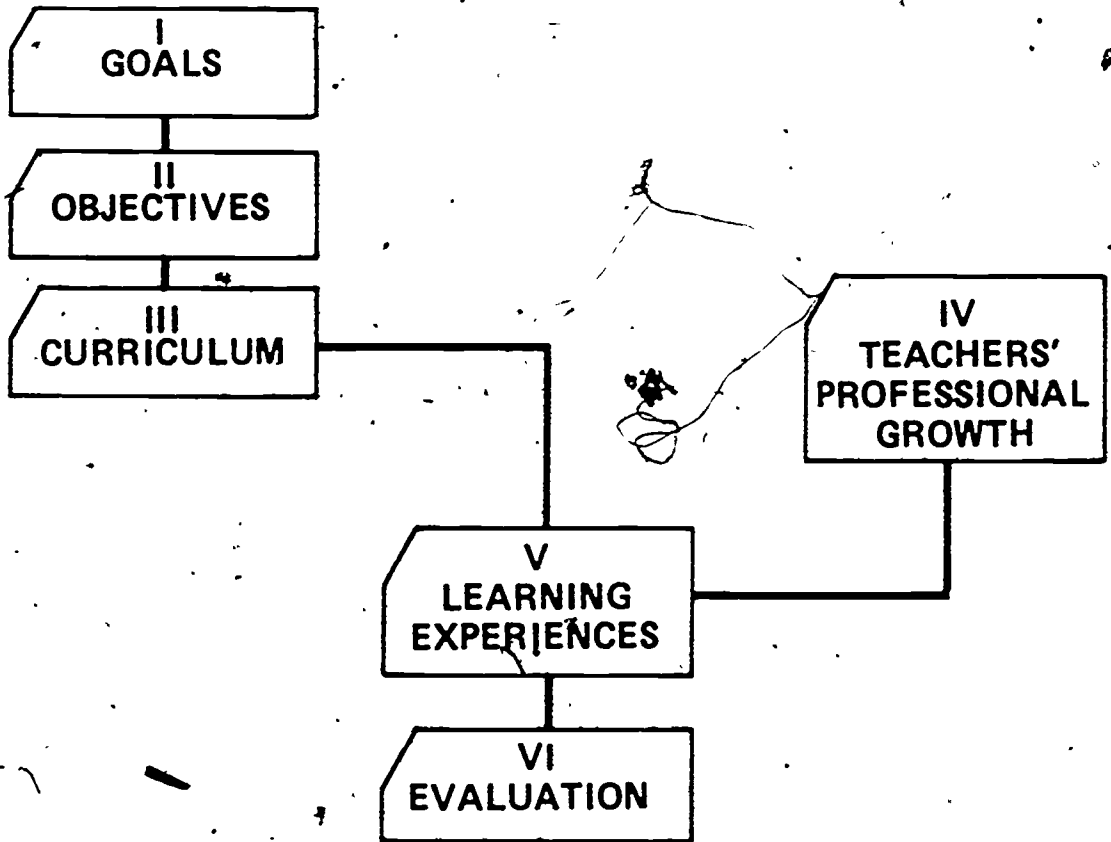 I
GOALS
II
OBJECTIVES
III
CURRICULUM
IV
TEACHERS'
PROFESSIONAL
GROWTH
V
LEARNING
EXPERIENCES
VI
EVALUATION